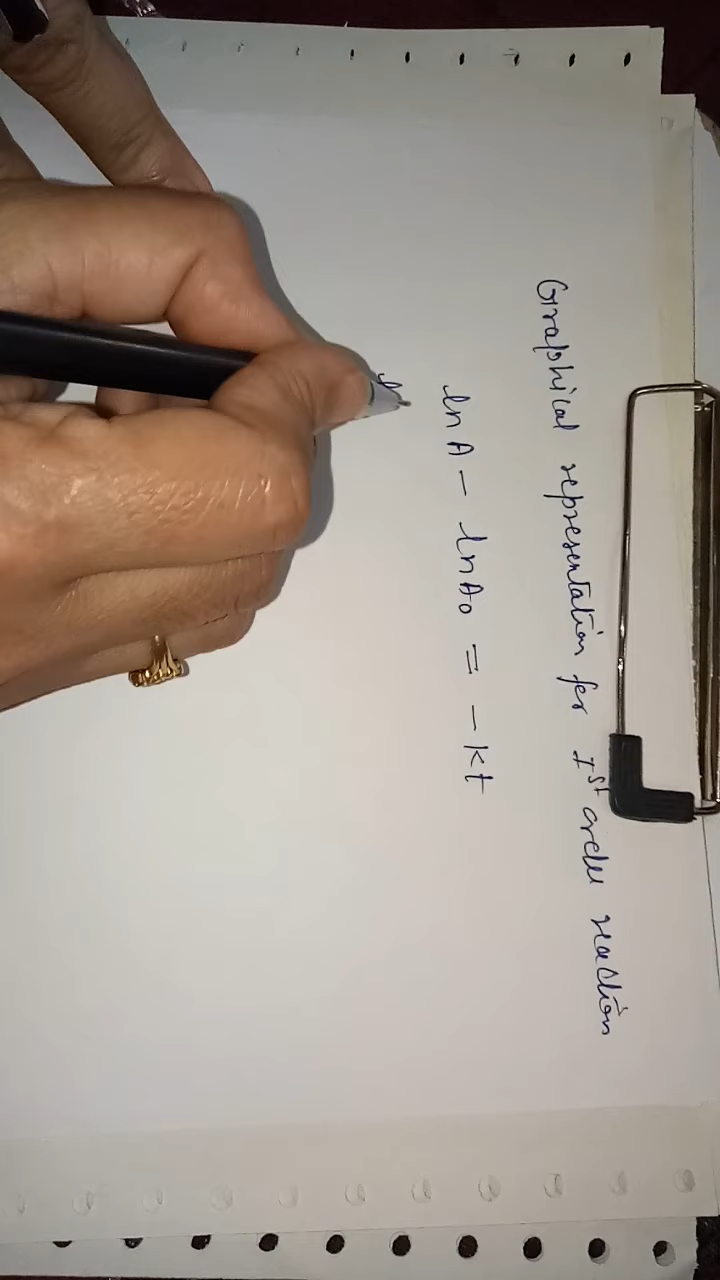 Graphical representation for Ist order reaction
ln A - ln A₀ = - kt
l